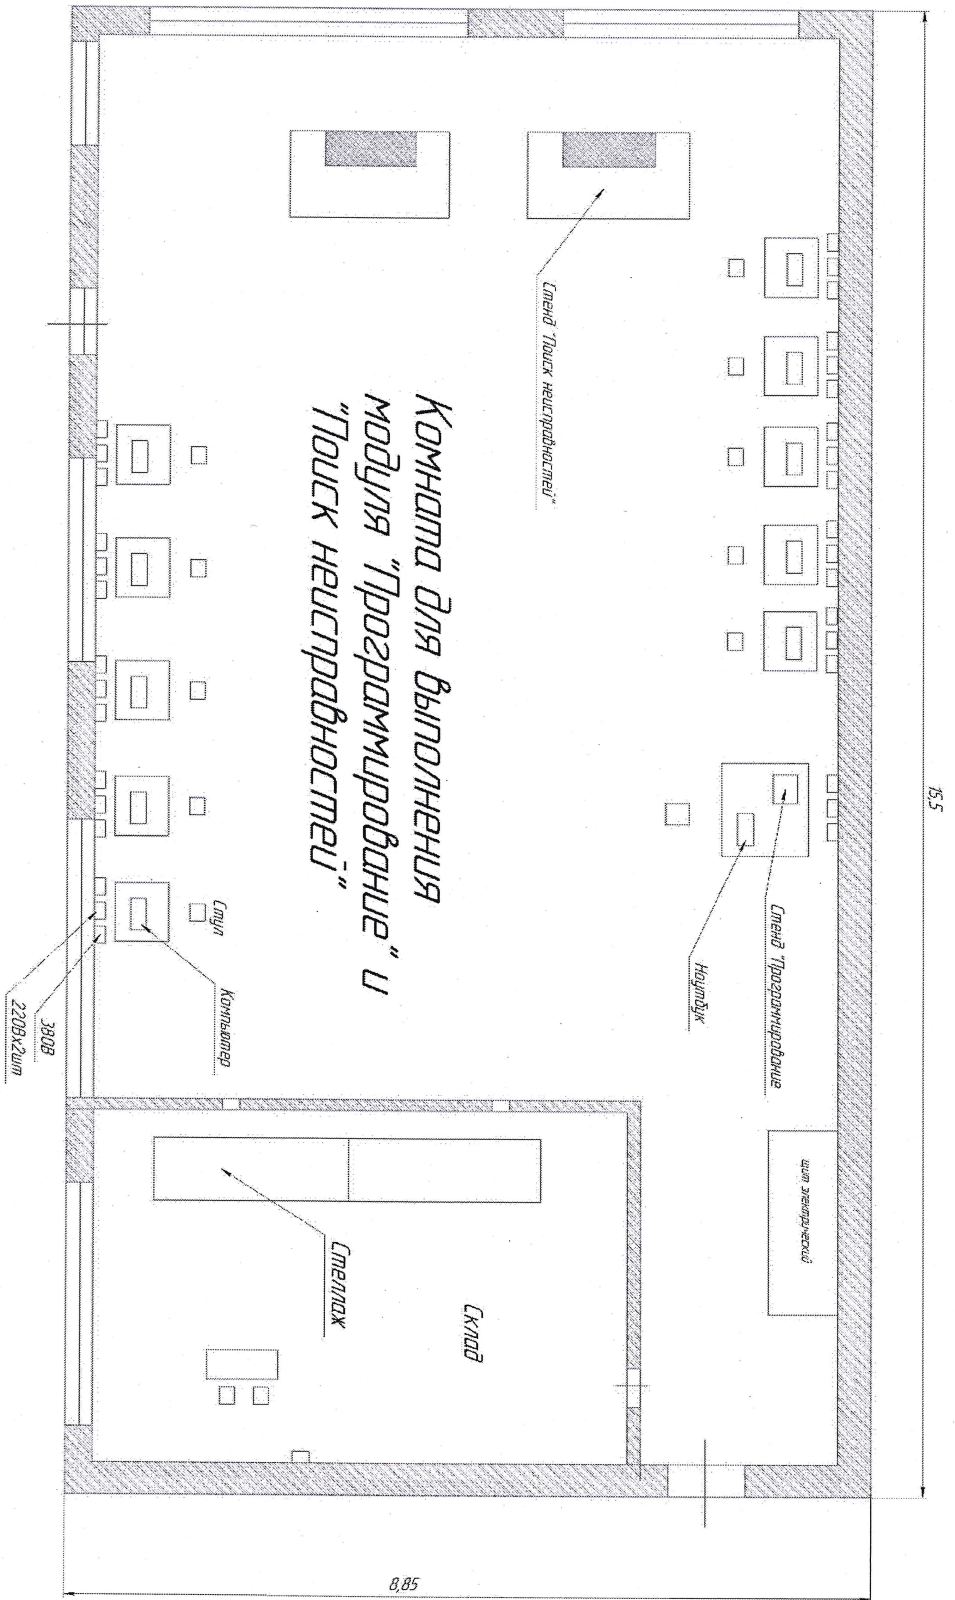 15,5
Стенд "Поиск неисправностей"
Комната для выполнения
модуля "Программирование" и
"Поиск неисправностей"
Стенд "Программирование
Ноутбук
щит электрический
Стул
Компьютер
380В
220Вх2шт
Стеллаж
Склад
8,85